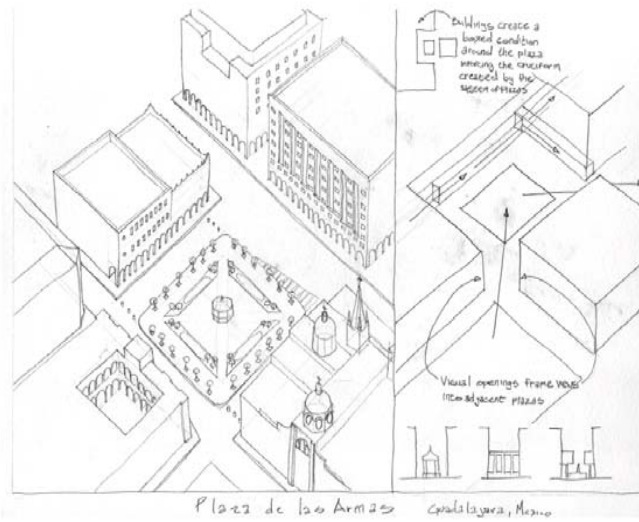 Buildings create a
boxed condition
around the plaza
mimicking the cruciform
created by the
system of Plazas
Visual openings frame views
into adjacent plazas
Plaza de las Armas Guadalajara, Mexico